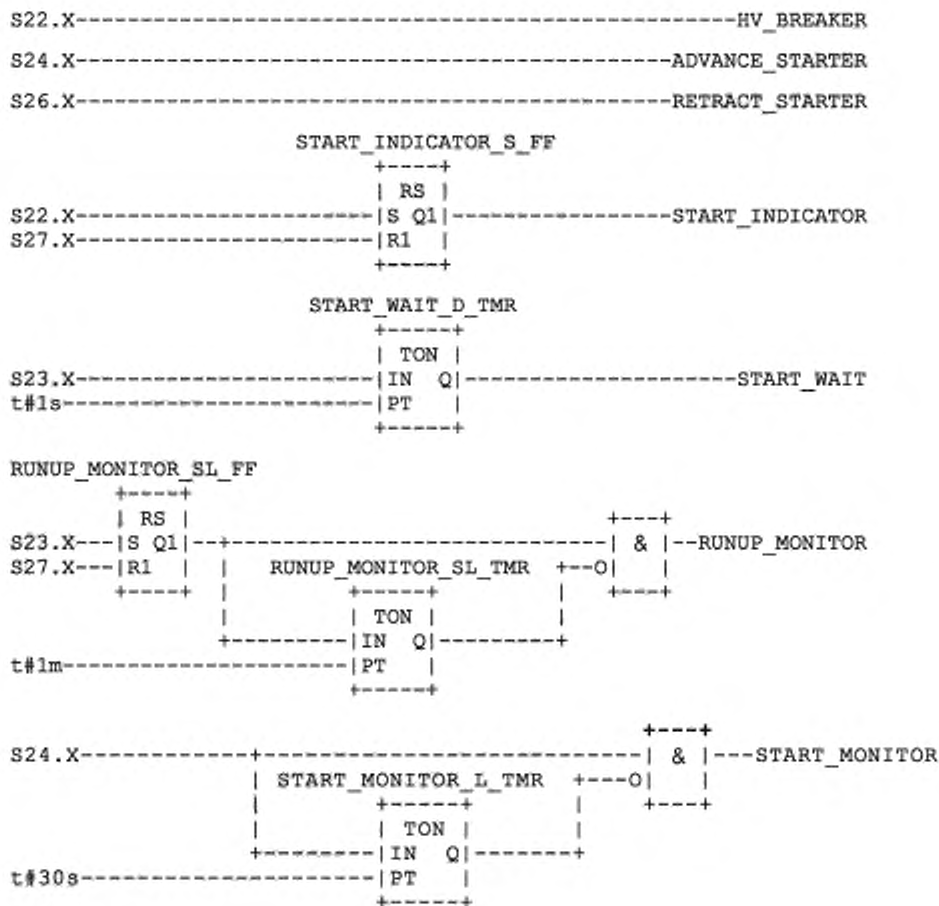 S22.X--------------------------------------------------HV_BREAKER
S24.X---------------------------------------------ADVANCE_STARTER
S26.X---------------------------------------------RETRACT_STARTER
START_INDICATOR_S_FF
+----+
| RS |
S22.X----------------------|S Q1|-----------------START_INDICATOR
S27.X----------------------|R1 |
+----+
START_WAIT_D_TMR
+-----+
| TON |
S23.X----------------------|IN Q|--------------------START_WAIT
t#1s-----------------------|PT |
+-----+
RUNUP_MONITOR_SL_FF
+----+
| RS | +---+
S23.X---|S Q1|--+----------------------------| & |--RUNUP_MONITOR
S27.X---|R1 | | RUNUP_MONITOR_SL_TMR +--O| |
+----+ | +-----+ | +---+
| | TON | |
+---------|IN Q|---------+
t#1m---------------------|PT |
+-----+
+----+
S24.X-------------+-----------------------------| & |---START_MONITOR
| START_MONITOR_L_TMR +---O| |
| +-----+ | +----+
| | TON | |
+---------|IN Q|-------+
t#30s----------------------|PT |
+-----+